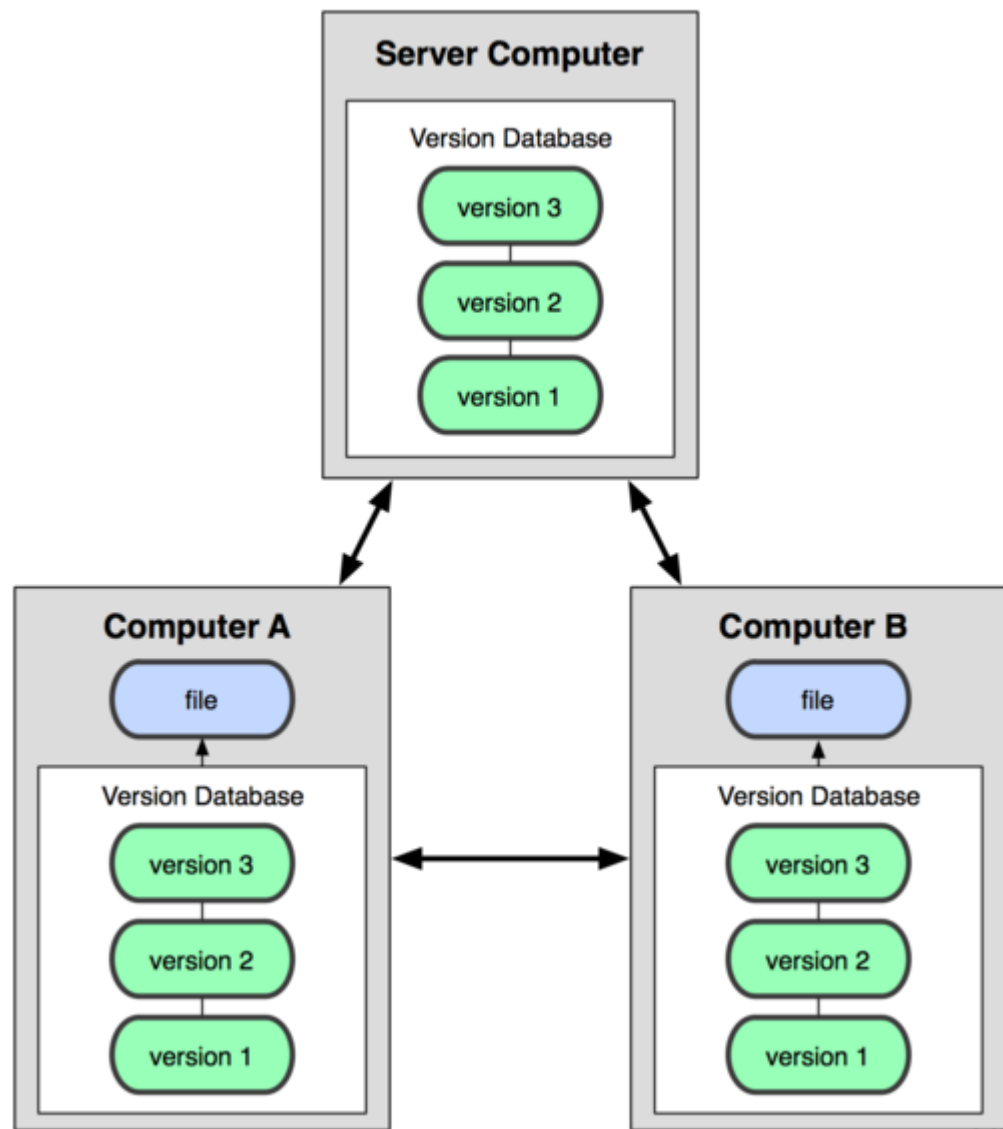 Server Computer
Version Database
version 3
version 2
version 1
Computer A
file
Version Database
version 3
version 2
version 1
Computer B
file
Version Database
version 3
version 2
version 1